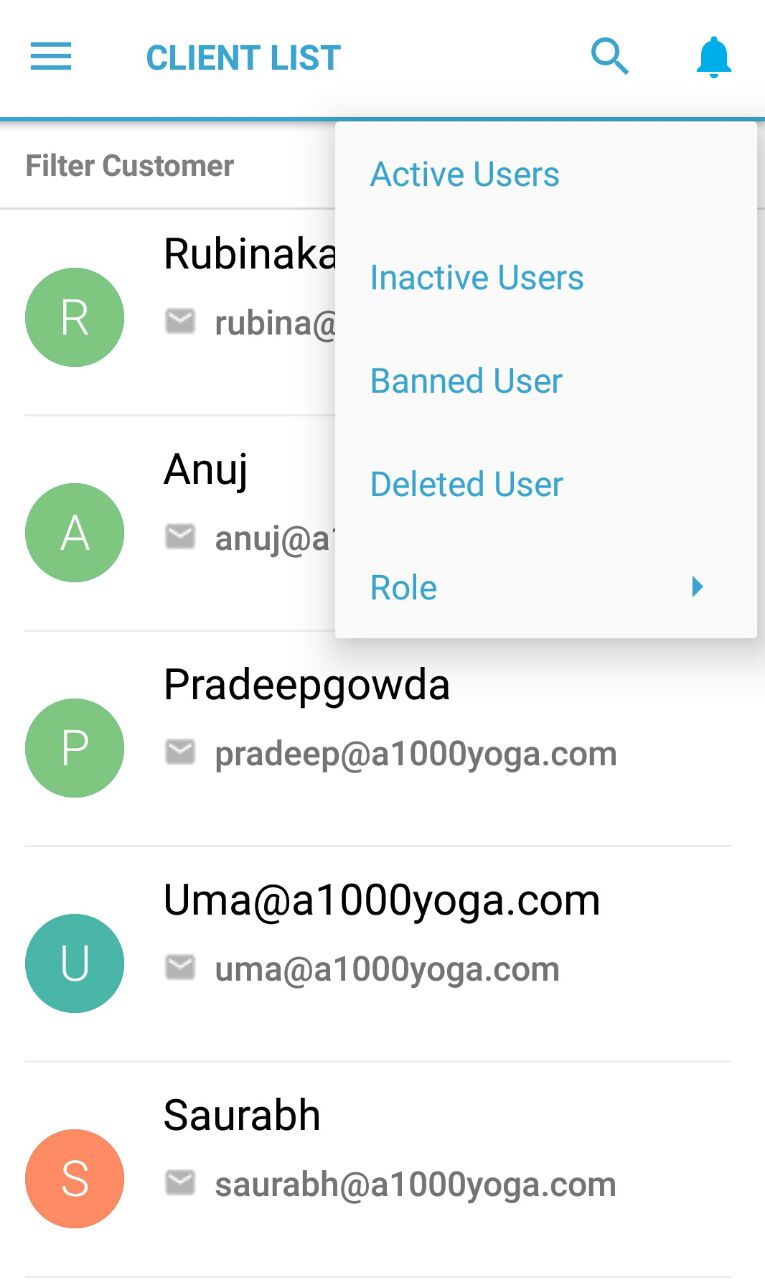 CLIENT LIST
Filter Customer
Active Users
Inactive Users
Banned User
Deleted User
Role
R
Rubinaka
rubina@
A
Anuj
anuj@a1
P
Pradeepgowda
pradeep@a1000yoga.com
U
Uma@a1000yoga.com
uma@a1000yoga.com
S
Saurabh
saurabh@a1000yoga.com